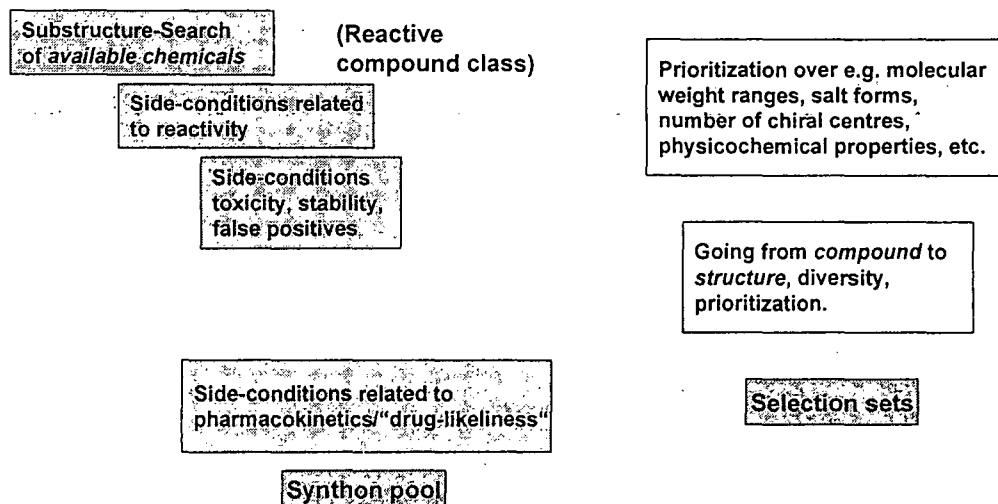 Substructure-Search
of available chemicals
(Reactive
compound class)
Side-conditions related
to reactivity
Side-conditions
toxicity, stability,
false positives
Side-conditions related to
pharmacokinetics/"drug-likeliness"
Synthon pool
Prioritization over e.g. molecular
weight ranges, salt forms,
number of chiral centres,
physicochemical properties, etc.
Going from compound to
structure, diversity,
prioritization.
Selection sets